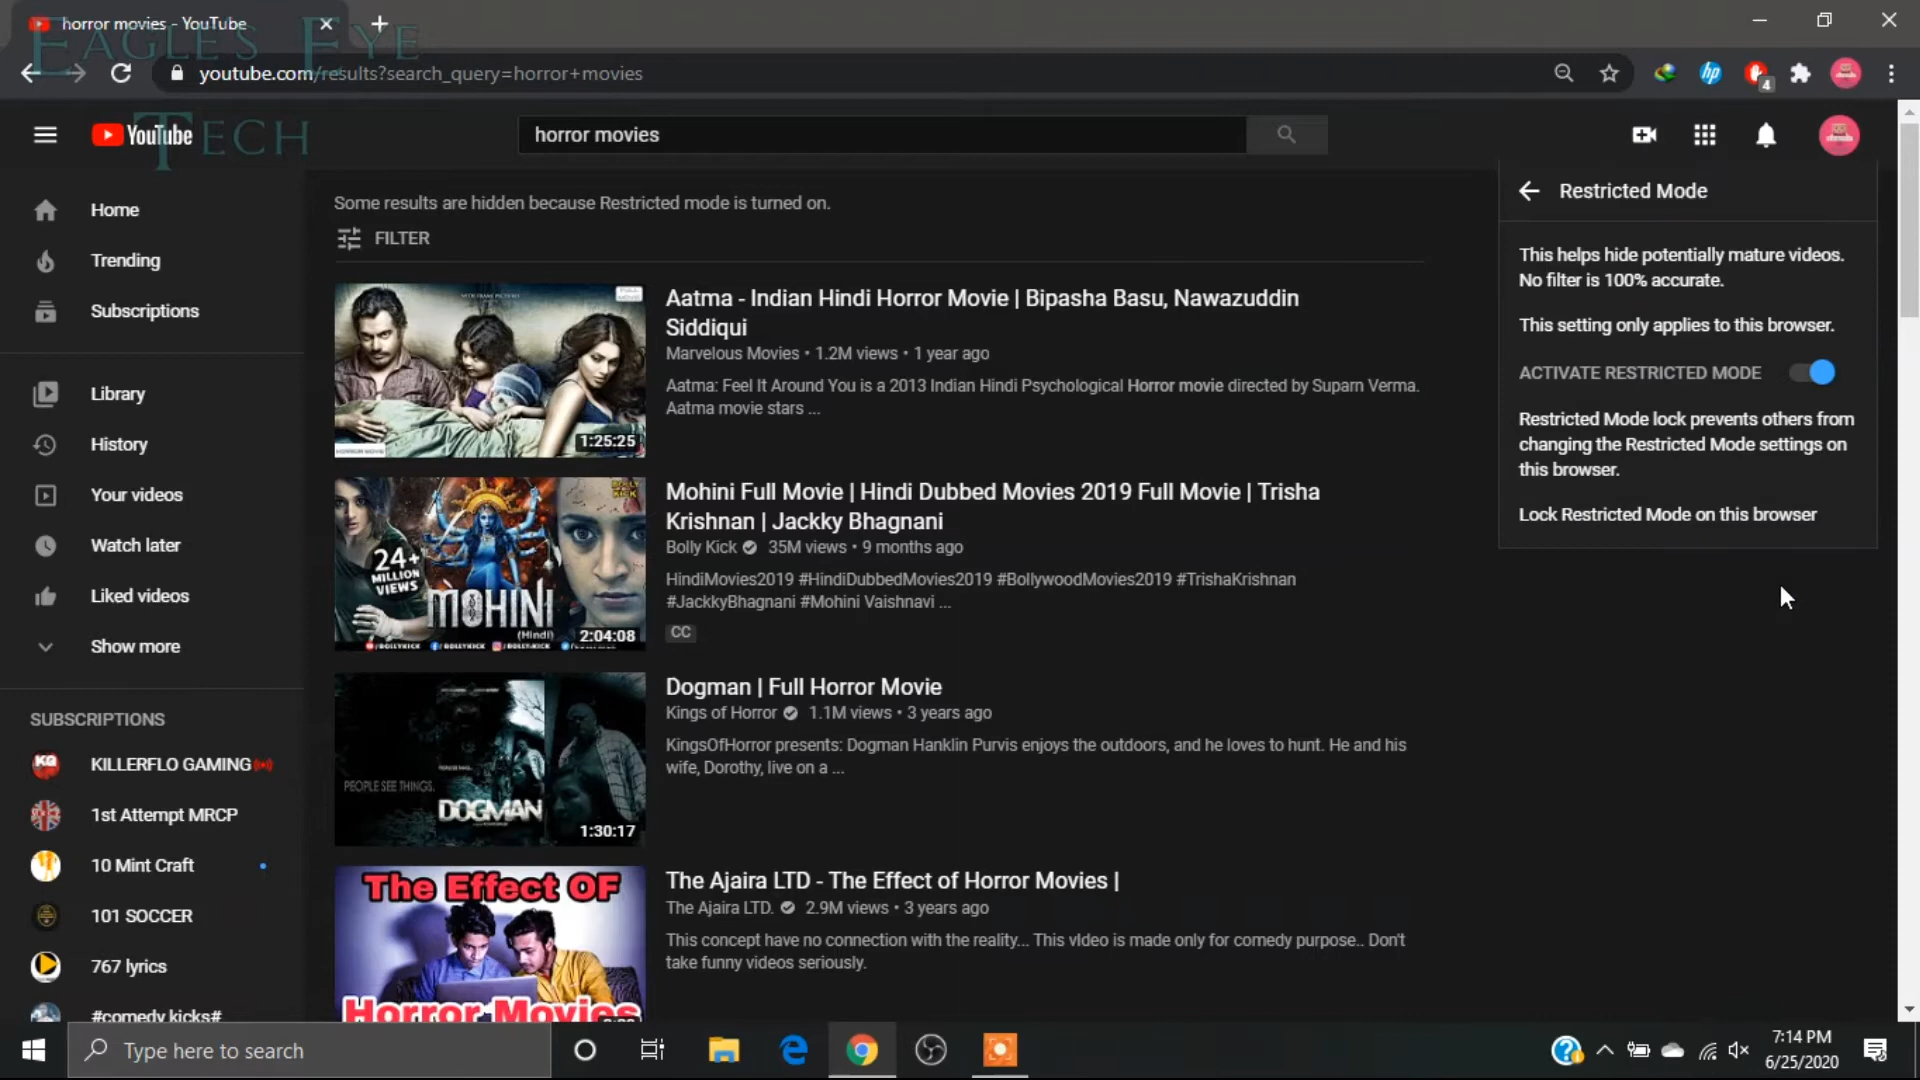 horror movies - YouTube
EAGLES EYE
TECH
youtube.com/results?search_query=horror+movies
4
YouTube
horror movies
Home
Trending
Subscriptions
Library
History
Your videos
Watch later
Liked videos
Show more
SUBSCRIPTIONS
KILLERFLO GAMING
KG
1st Attempt MRCP
10 Mint Craft
101 SOCCER
767 lyrics
#comedy kicks#
Some results are hidden because Restricted mode is turned on.
FILTER
1:25:25
Aatma - Indian Hindi Horror Movie | Bipasha Basu, Nawazuddin
Siddiqui
Marvelous Movies • 1.2M views • 1 year ago
Aatma: Feel It Around You is a 2013 Indian Hindi Psychological Horror movie directed by Suparn Verma.
Aatma movie stars ...
24+
MILLION
VIEWS
MOHINI
(Hindi)
2:04:08
Mohini Full Movie | Hindi Dubbed Movies 2019 Full Movie | Trisha
Krishnan | Jackky Bhagnani
Bolly Kick 35M views • 9 months ago
HindiMovies2019 #HindiDubbedMovies2019 #BollywoodMovies2019 #TrishaKrishnan
#JackkyBhagnani #Mohini Vaishnavi ...
CC
PEOPLE SEE THINGS.
DOGMAN
1:30:17
Dogman | Full Horror Movie
Kings of Horror 1.1M views • 3 years ago
KingsOfHorror presents: Dogman Hanklin Purvis enjoys the outdoors, and he loves to hunt. He and his
wife, Dorothy, live on a ...
The Effect OF
Horror Movies
The Ajaira LTD - The Effect of Horror Movies |
The Ajaira LTD. 2.9M views • 3 years ago
This concept have no connection with the reality... This vIdeo is made only for comedy purpose.. Don't
take funny videos seriously.
Restricted Mode
This helps hide potentially mature videos.
No filter is 100% accurate.
This setting only applies to this browser.
ACTIVATE RESTRICTED MODE
Restricted Mode lock prevents others from
changing the Restricted Mode settings on
this browser.
Lock Restricted Mode on this browser
Type here to search
7:14 PM
6/25/2020